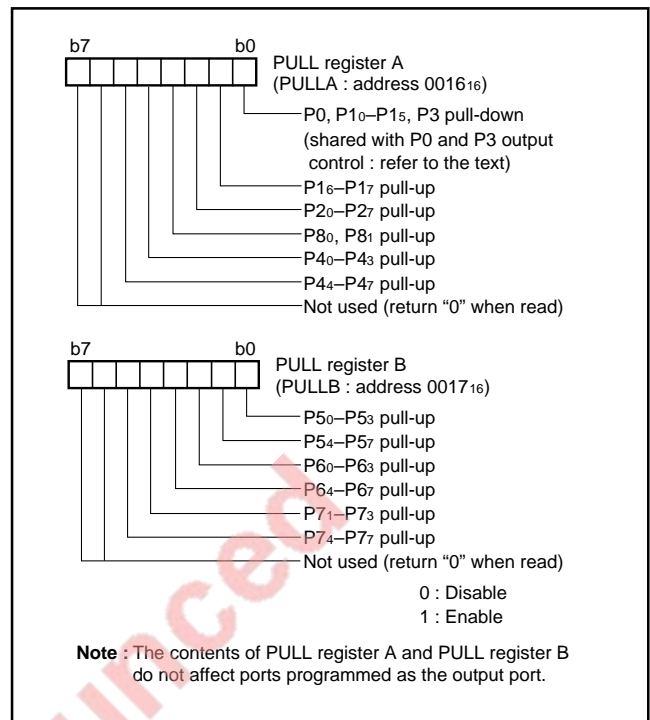 b7 b0
PULL register A
(PULLA : address 0016₁₆)
P0, P1₀–P1₅, P3 pull-down
(shared with P0 and P3 output
control : refer to the text)
P1₆–P1₇ pull-up
P2₀–P2₇ pull-up
P8₀, P8₁ pull-up
P4₀–P4₃ pull-up
P4₄–P4₇ pull-up
Not used (return “0” when read)
b7 b0
PULL register B
(PULLB : address 0017₁₆)
P5₀–P5₃ pull-up
P5₄–P5₇ pull-up
P6₀–P6₃ pull-up
P6₄–P6₇ pull-up
P7₁–P7₃ pull-up
P7₄–P7₇ pull-up
Not used (return “0” when read)
0 : Disable
1 : Enable
Note : The contents of PULL register A and PULL register B
do not affect ports programmed as the output port.
unced